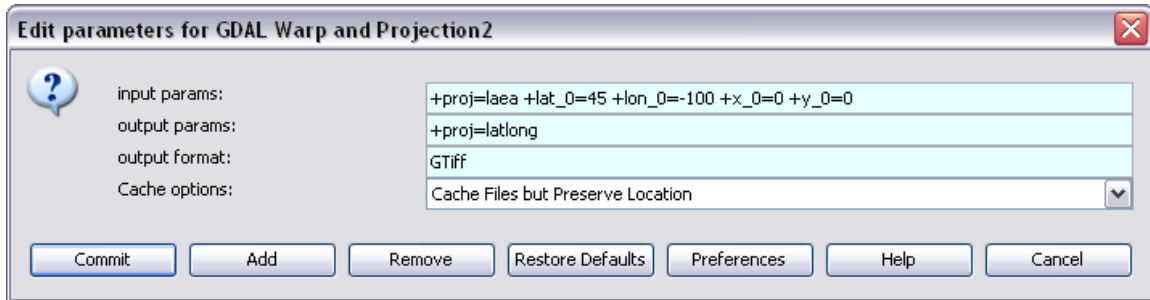 Edit parameters for GDAL Warp and Projection2
input params: +proj=laea +lat_0=45 +lon_0=-100 +x_0=0 +y_0=0
output params: +proj=latlong
output format: GTiff
Cache options: Cache Files but Preserve Location
Commit Add Remove Restore Defaults Preferences Help Cancel